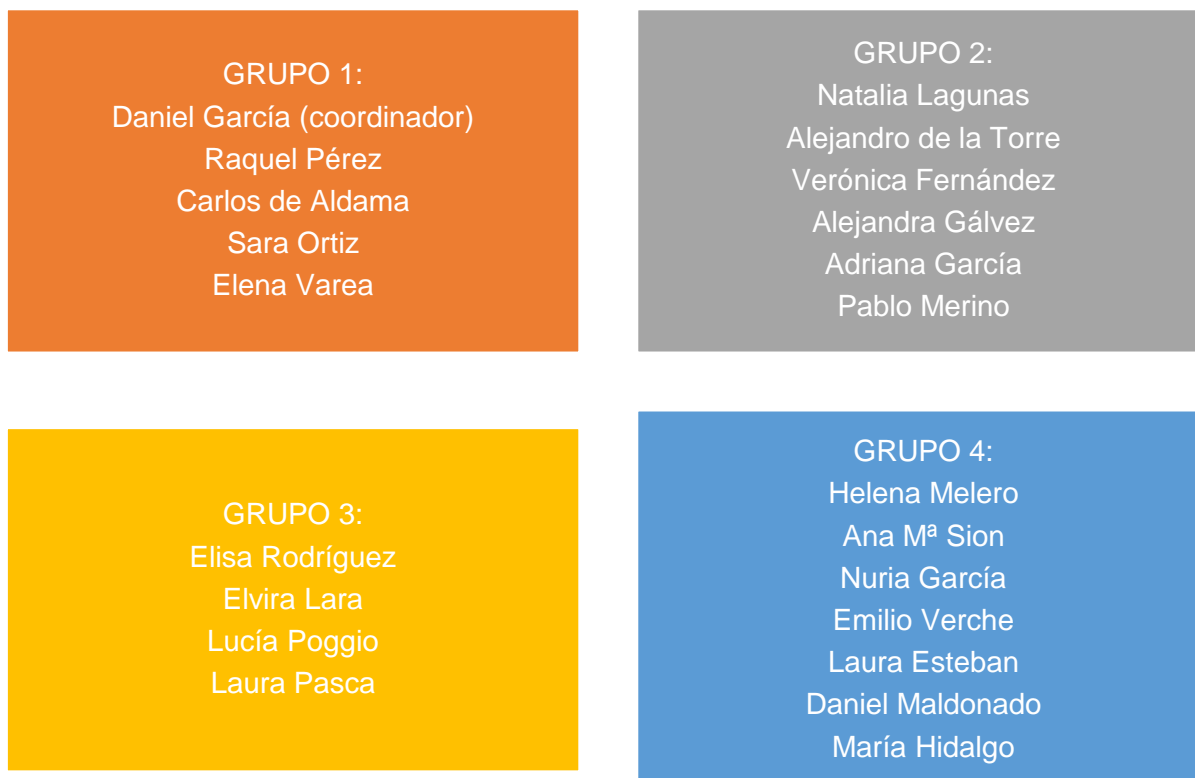 GRUPO 1:
Daniel García (coordinador)
Raquel Pérez
Carlos de Aldama
Sara Ortiz
Elena Varea
GRUPO 2:
Natalia Lagunas
Alejandro de la Torre
Verónica Fernández
Alejandra Gálvez
Adriana García
Pablo Merino
GRUPO 3:
Elisa Rodríguez
Elvira Lara
Lucía Poggio
Laura Pasca
GRUPO 4:
Helena Melero
Ana Mª Sion
Nuria García
Emilio Verche
Laura Esteban
Daniel Maldonado
María Hidalgo